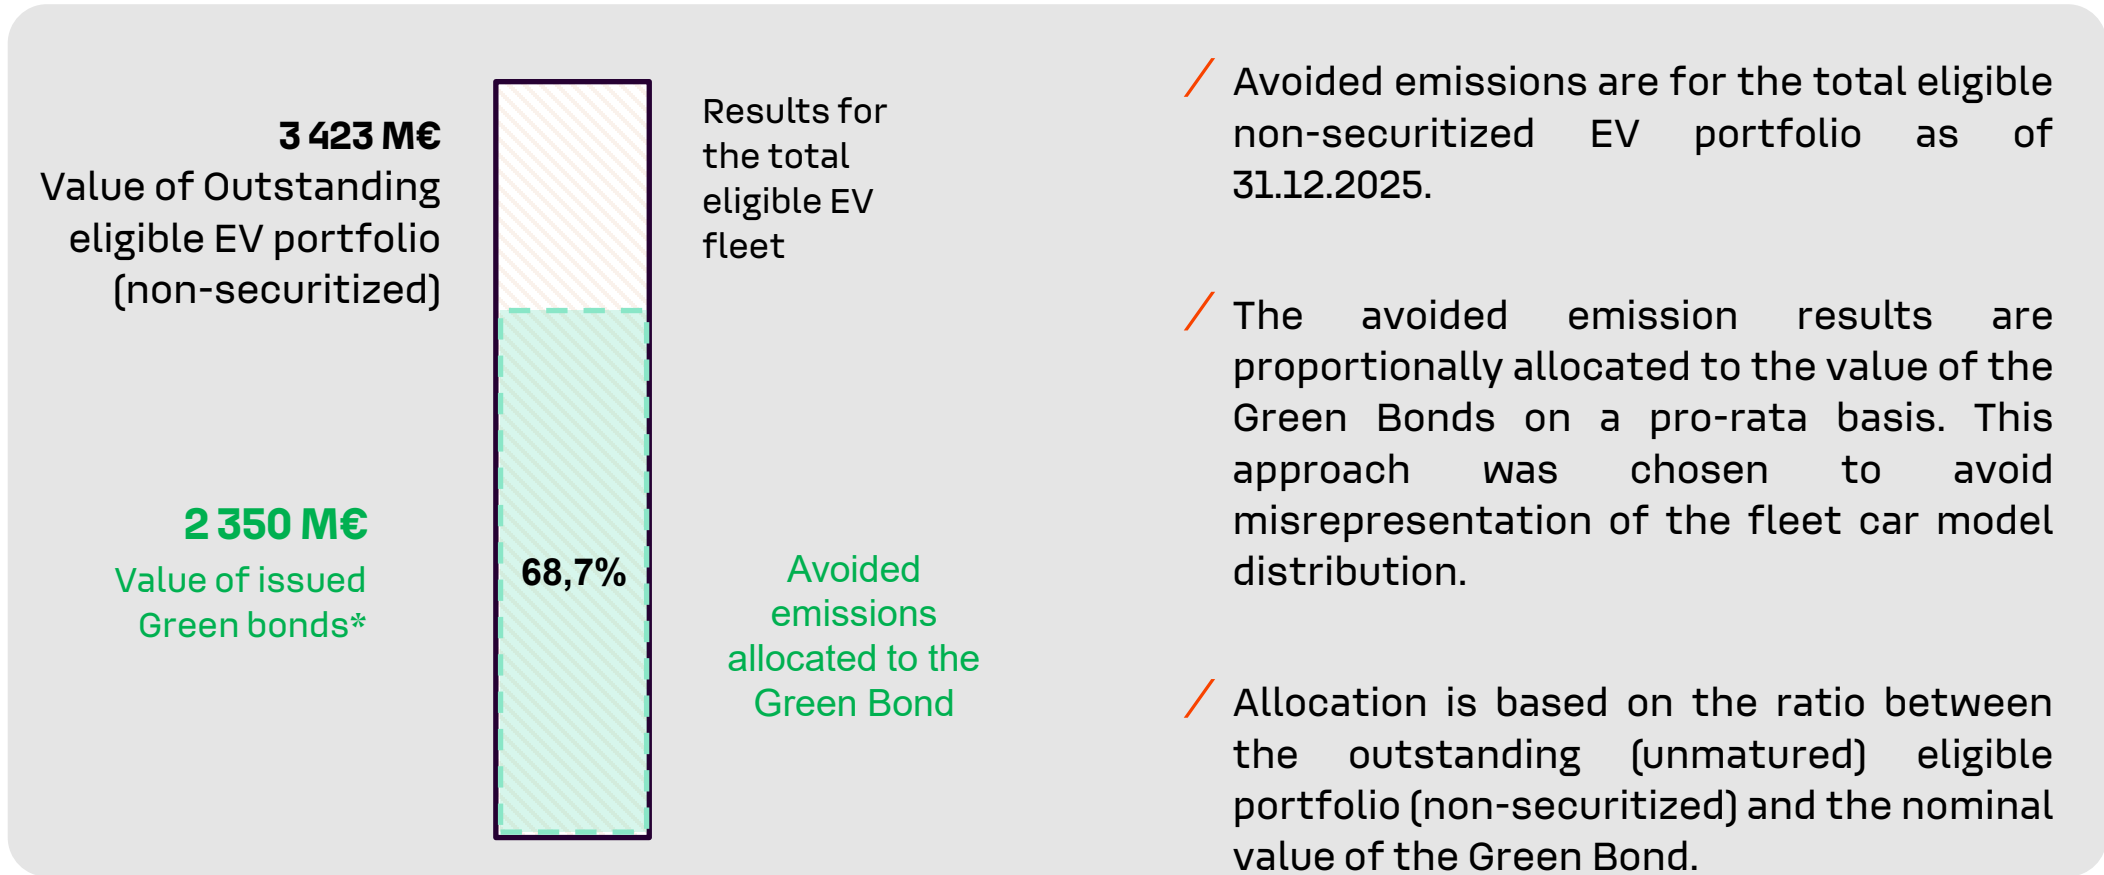 3 423 M€
Value of Outstanding
eligible EV portfolio
(non-securitized)
Results for
the total
eligible EV
fleet
2 350 M€
Value of issued
Green bonds*
68,7%
Avoided
emissions
allocated to the
Green Bond
/ Avoided emissions are for the total eligible
non-securitized EV portfolio as of
31.12.2025.
/ The avoided emission results are
proportionally allocated to the value of the
Green Bonds on a pro-rata basis. This
approach was chosen to avoid
misrepresentation of the fleet car model
distribution.
/ Allocation is based on the ratio between
the outstanding (unmatured) eligible
portfolio (non-securitized) and the nominal
value of the Green Bond.